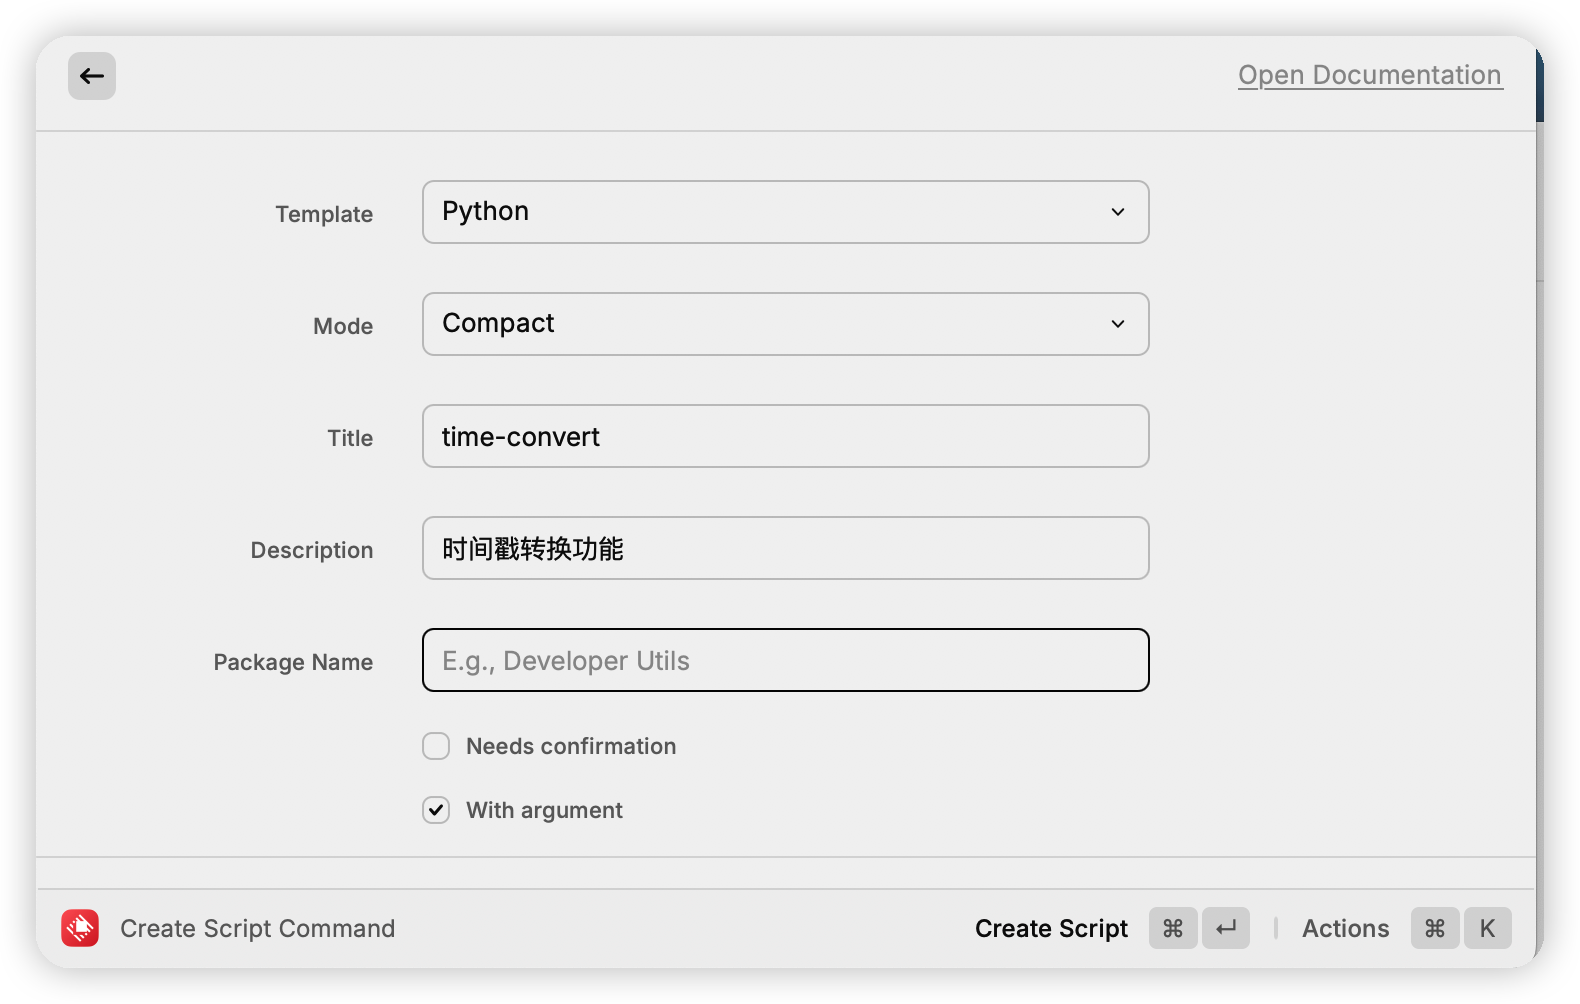 Open Documentation
Template
Python
Mode
Compact
Title
time-convert
Description
时间戳转换功能
Package Name
E.g., Developer Utils
Needs confirmation
With argument
Create Script Command
Create Script ⌘ ↵ Actions ⌘ K